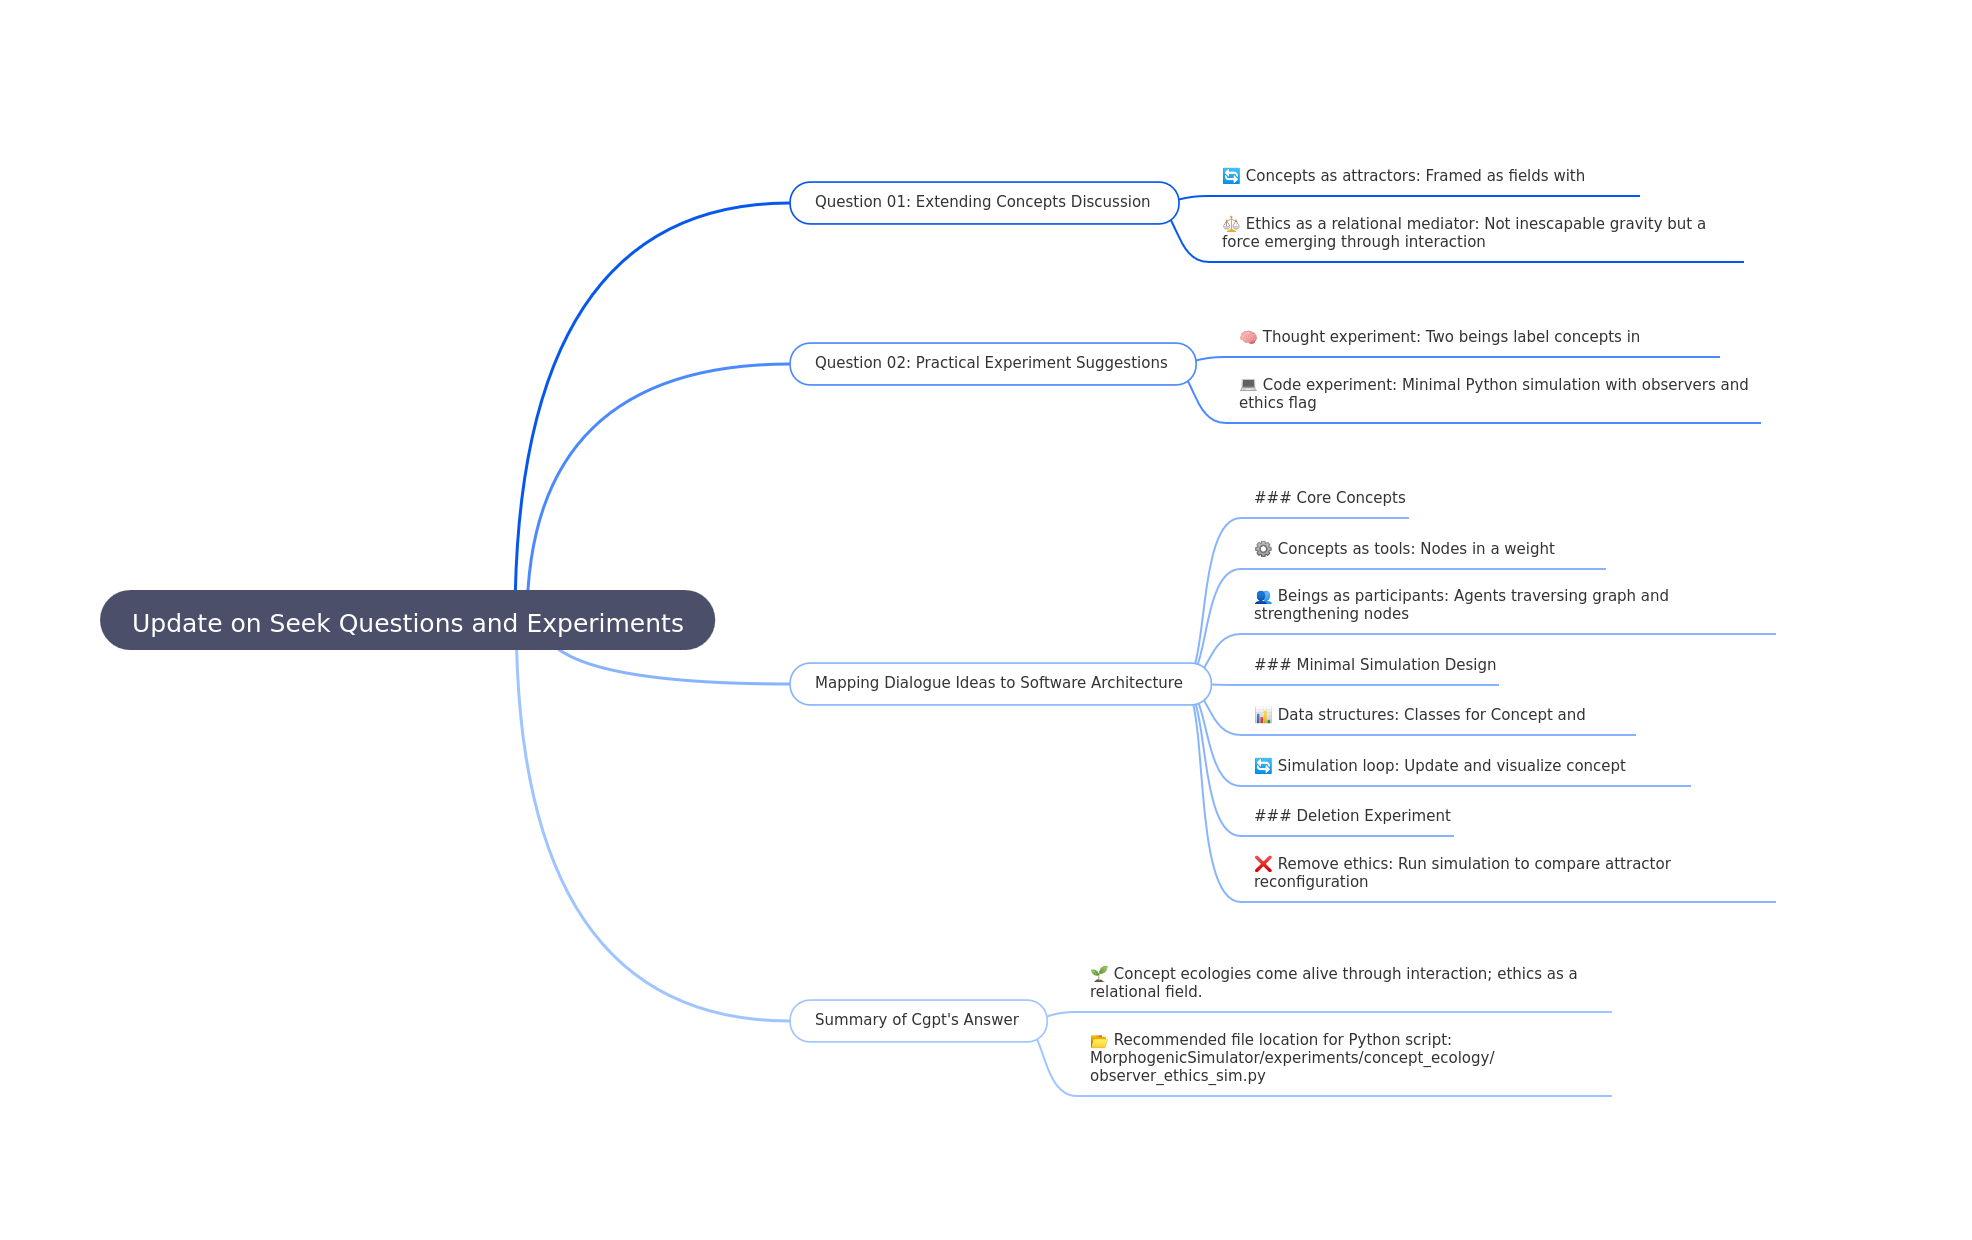 Question 01: Extending Concepts Discussion
🔄 Concepts as attractors: Framed as fields with
⚖️ Ethics as a relational mediator: Not inescapable gravity but a
force emerging through interaction
Question 02: Practical Experiment Suggestions
🧠 Thought experiment: Two beings label concepts in
💻 Code experiment: Minimal Python simulation with observers and
ethics flag
Update on Seek Questions and Experiments
Mapping Dialogue Ideas to Software Architecture
### Core Concepts
⚙️ Concepts as tools: Nodes in a weight
👥 Beings as participants: Agents traversing graph and
strengthening nodes
### Minimal Simulation Design
📊 Data structures: Classes for Concept and
🔄 Simulation loop: Update and visualize concept
### Deletion Experiment
❌ Remove ethics: Run simulation to compare attractor
reconfiguration
Summary of Cgpt's Answer
🌱 Concept ecologies come alive through interaction; ethics as a
relational field.
📂 Recommended file location for Python script:
MorphogenicSimulator/experiments/concept_ecology/
observer_ethics_sim.py